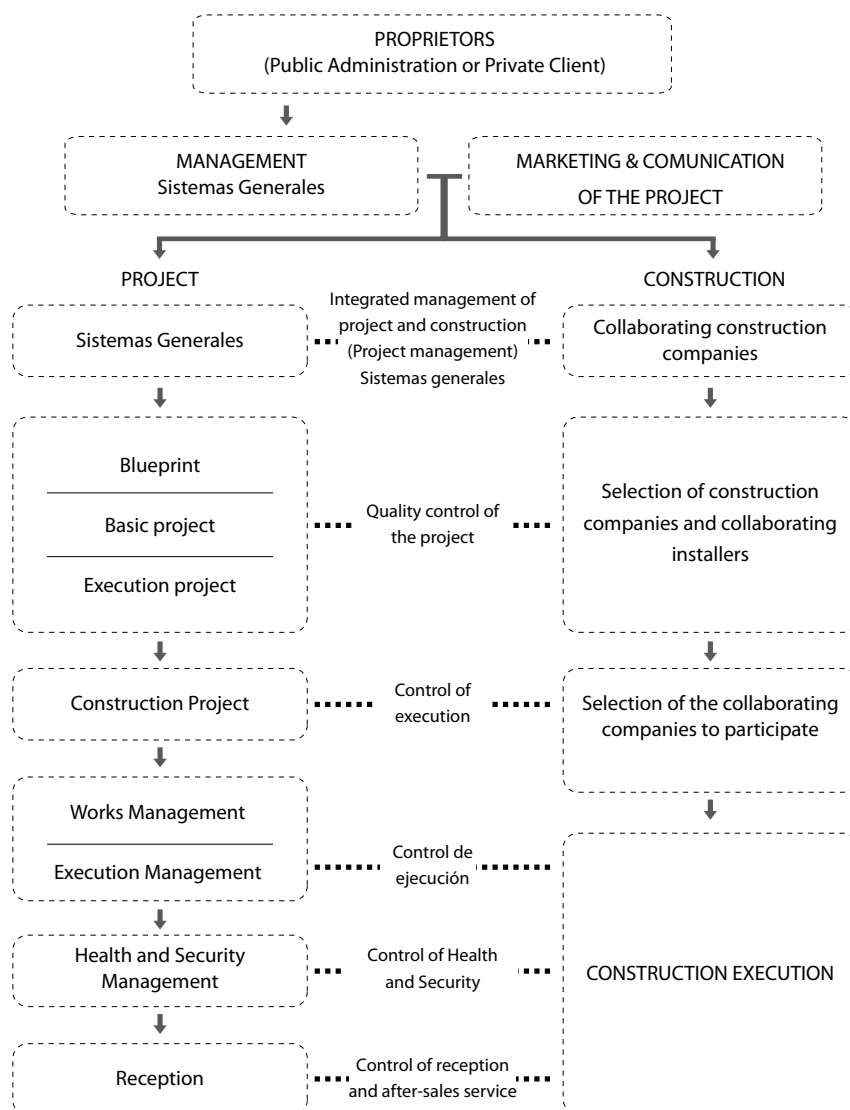 PROPRIETORS
(Public Administration or Private Client)
MANAGEMENT
Sistemas Generales
MARKETING & COMUNICATION
OF THE PROJECT
PROJECT
CONSTRUCTION
Sistemas Generales
Integrated management of
project and construction
(Project management)
Sistemas generales
Collaborating construction
companies
Blueprint
Basic project
Execution project
Quality control of
the project
Selection of construction
companies and collaborating
installers
Construction Project
Control of
execution
Selection of the collaborating
companies to participate
Works Management
Execution Management
Control de
ejecución
Health and Security
Management
Control of Health
and Security
CONSTRUCTION EXECUTION
Reception
Control of reception
and after-sales service